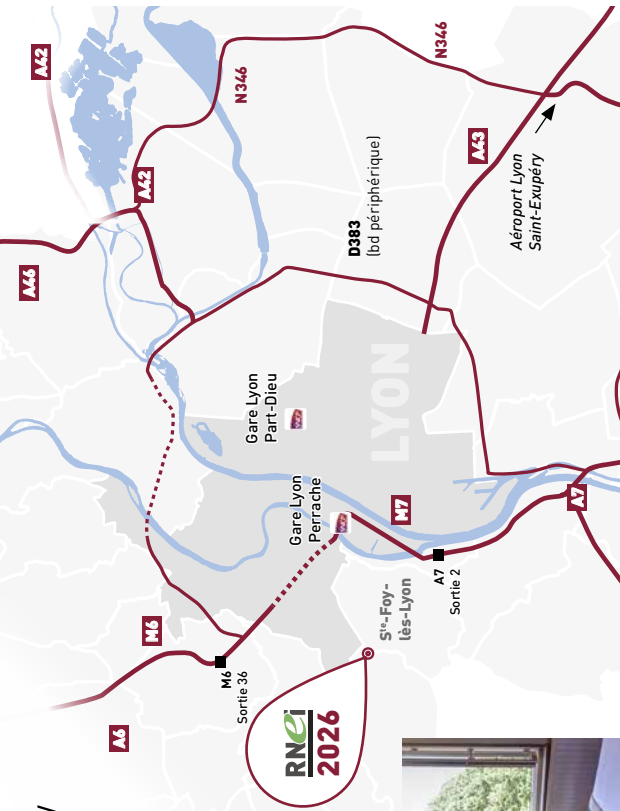 A42
N346
N346
A42
A43
Aéroport Lyon
Saint-Exupéry
D383
(bd périphérique)
A46
Gare Lyon
Part-Dieu
LYON
Gare Lyon
Perrache
M7
A7
A7
Sortie 2
Ste-Foy-
lès-Lyon
M6
M6
Sortie 36
A6
RNei
2026